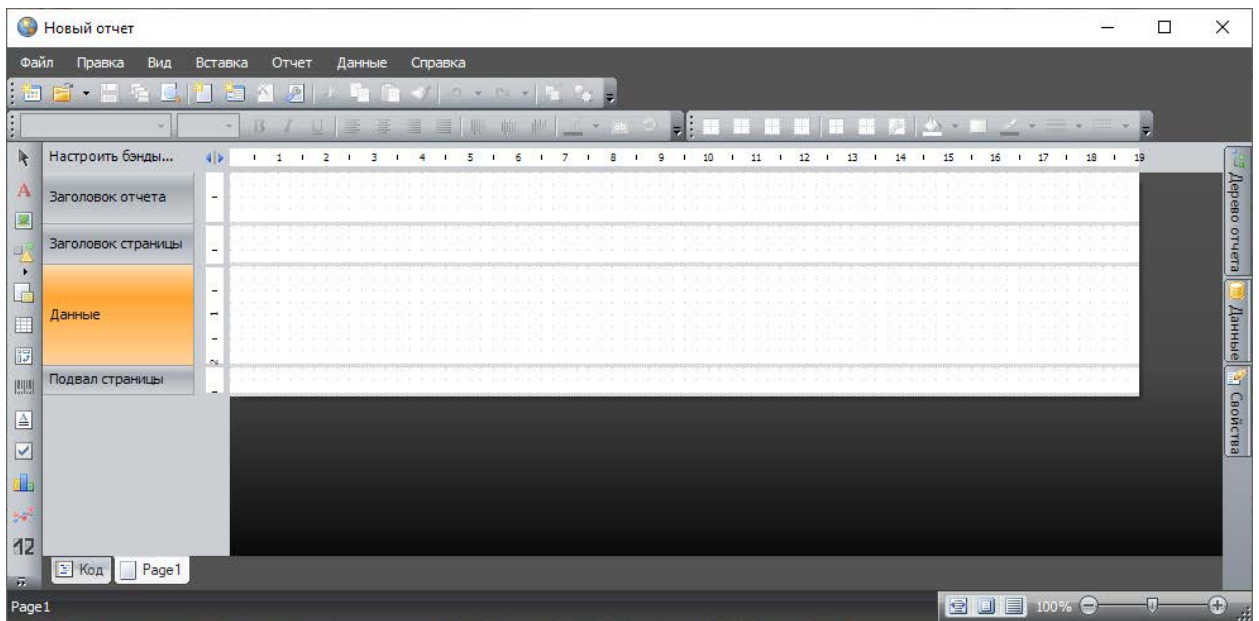 Новый отчет
Файл Правка Вид Вставка Отчет Данные Справка
Настроить бэнды... 1 2 3 4 5 6 7 8 9 10 11 12 13 14 15 16 17 18 19
Заголовок отчета
Заголовок страницы
Данные
1
2
Подвал страницы
Дерево отчета
Данные
Свойства
Код Page1
Page1 100%